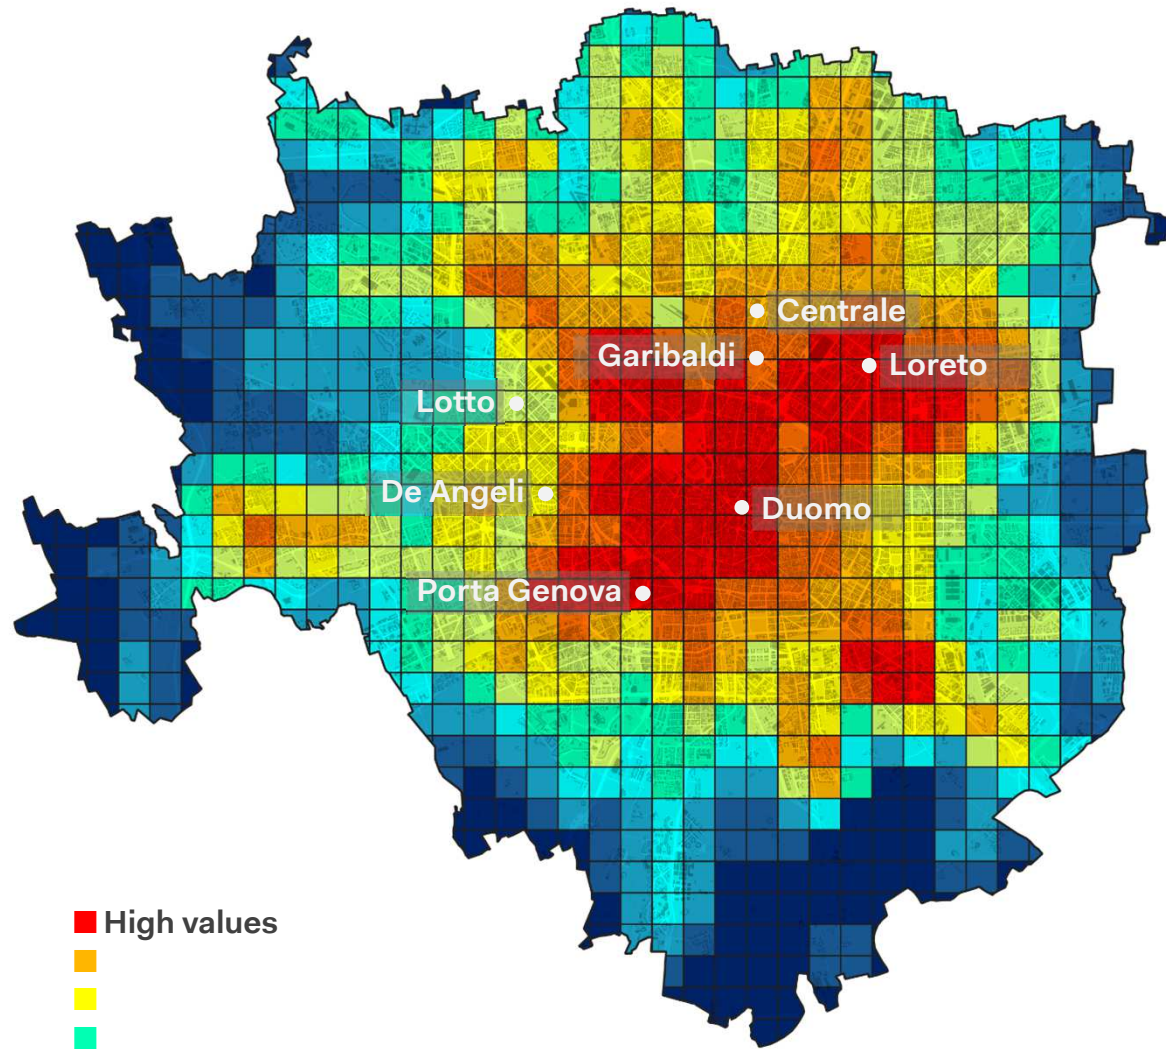 Centrale
Garibaldi
Loreto
Lotto
De Angeli
Duomo
Porta Genova
High values